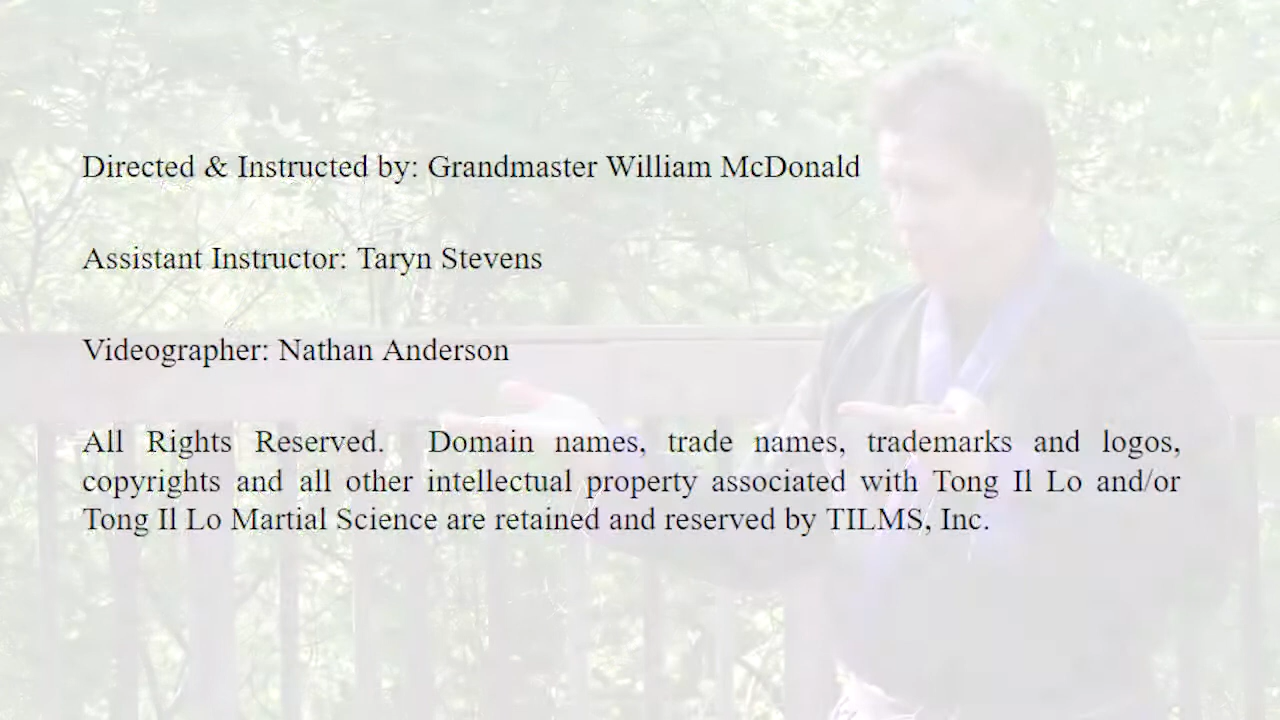 Directed & Instructed by: Grandmaster William McDonald
Assistant Instructor: Taryn Stevens
Videographer: Nathan Anderson
All Rights Reserved. Domain names, trade names, trademarks and logos,
copyrights and all other intellectual property associated with Tong Il Lo and/or
Tong Il Lo Martial Science are retained and reserved by TILMS, Inc.